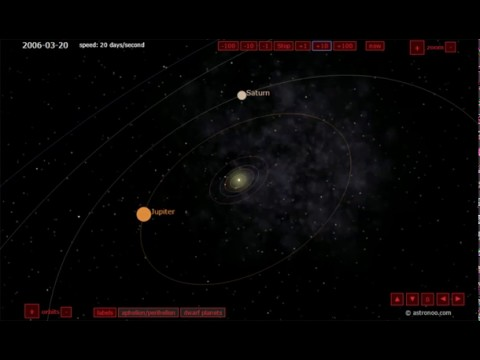 2006-03-20 speed: 20 days/second -100 -10 -1 Stop +1 +10 +100 now + zoom -
Saturn
Jupiter
+ orbits - labels aphelion/perihelion dwarf planets
© astronoo.com